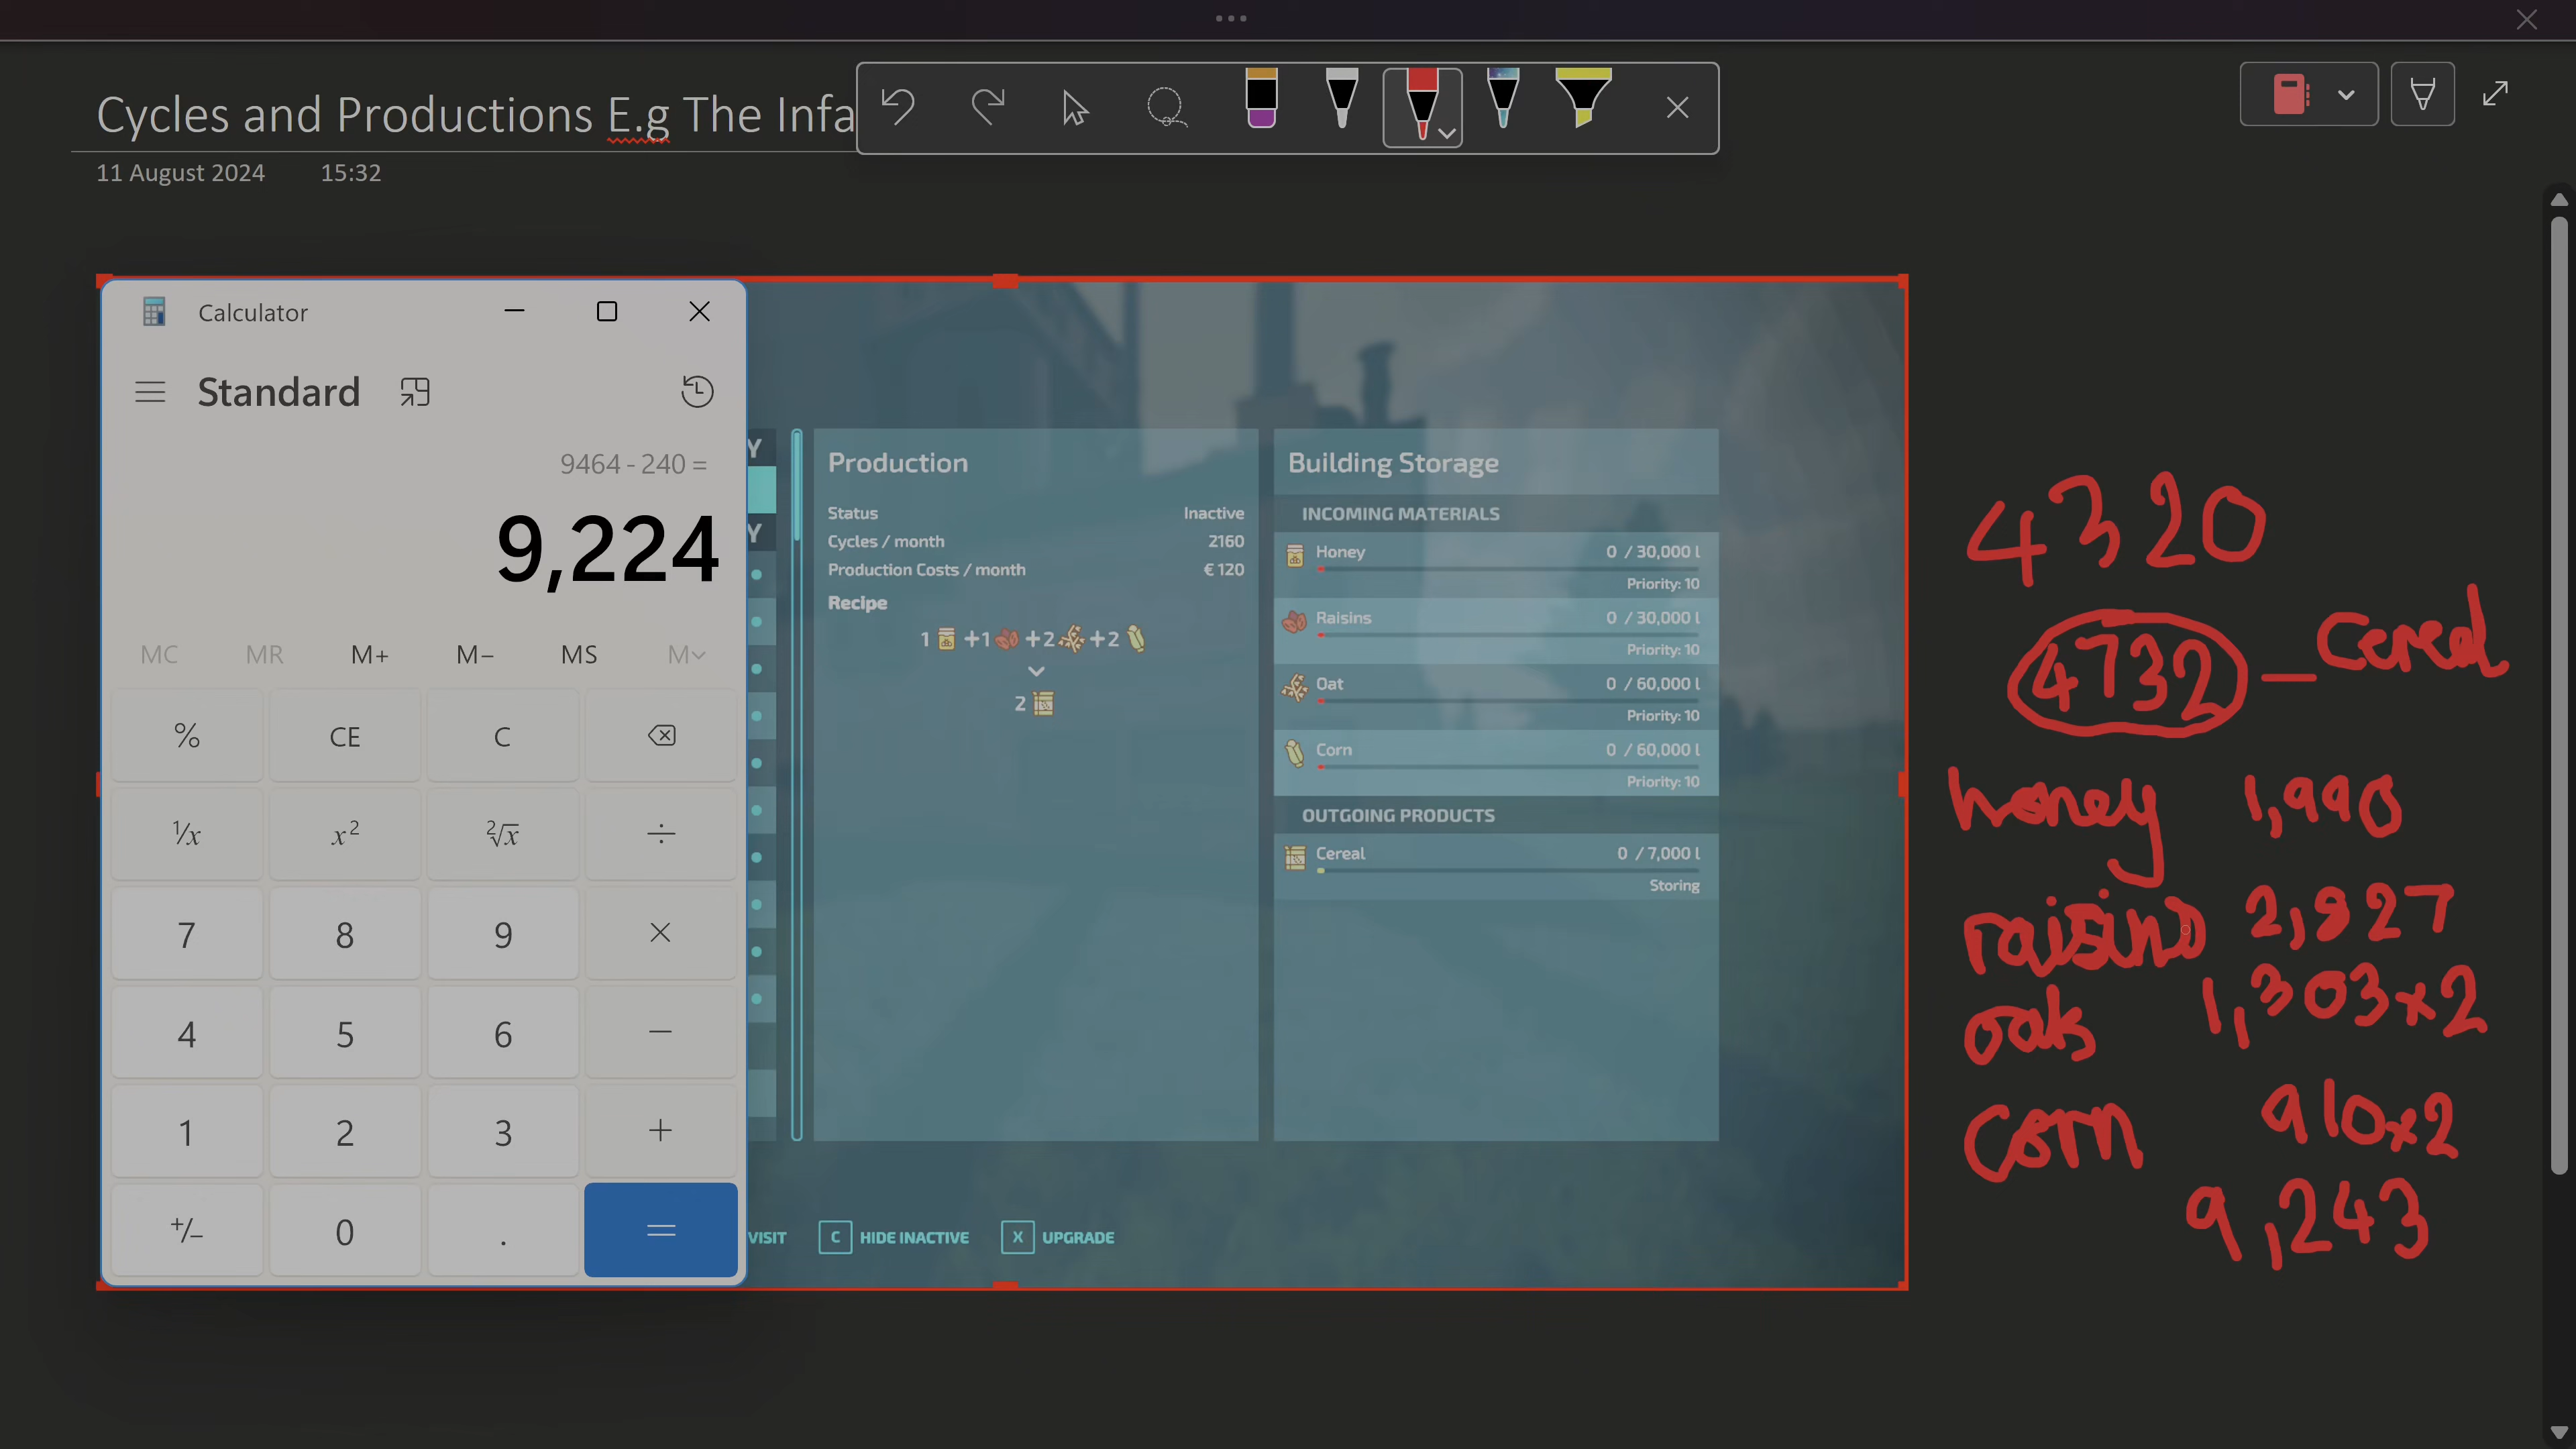 Cycles and Productions E.g The Infa
11 August 2024 15:32
Calculator
Standard
9464 - 240 =
9,224
MC MR M+ M− MS M
% CE C
¹/x x² ²√x ÷
7 8 9 ×
4 5 6 −
1 2 3 +
+/− 0 . =
Y
Y
Production
Status Inactive
Cycles / month 2160
Production Costs / month € 120
Recipe
1 +1 +2 +2
2
Building Storage
INCOMING MATERIALS
Honey 0 / 30,000 l
Priority: 10
Raisins 0 / 30,000 l
Priority: 10
Oat 0 / 60,000 l
Priority: 10
Corn 0 / 60,000 l
Priority: 10
OUTGOING PRODUCTS
Cereal 0 / 7,000 l
Storing
VISIT C HIDE INACTIVE X UPGRADE
4320
4732 — Cereal
honey 1,990
raisins 2,827
oats 1,303x2
corn 910x2
9,243